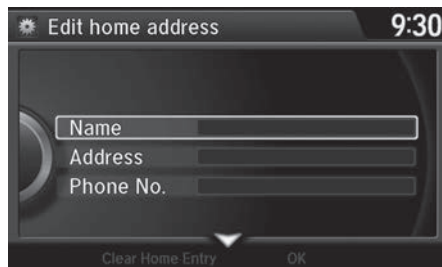 Edit home address 9:30
Name
Address
Phone No.
Clear Home Entry OK